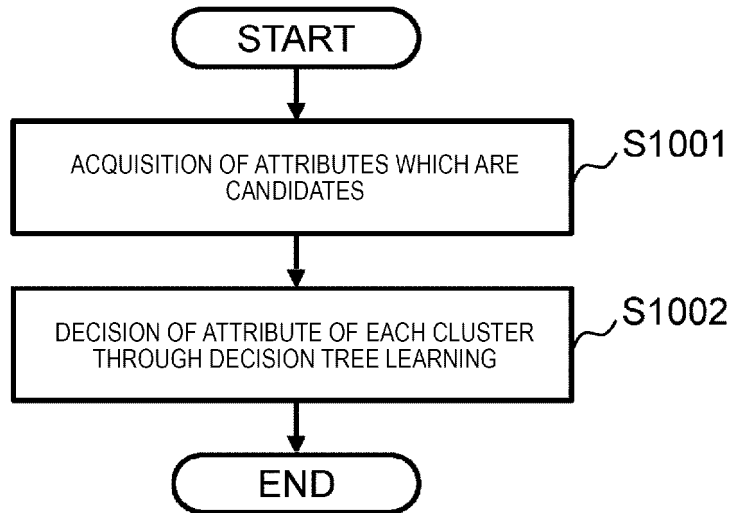 START
ACQUISITION OF ATTRIBUTES WHICH ARE
CANDIDATES
S1001
DECISION OF ATTRIBUTE OF EACH CLUSTER
THROUGH DECISION TREE LEARNING
S1002
END